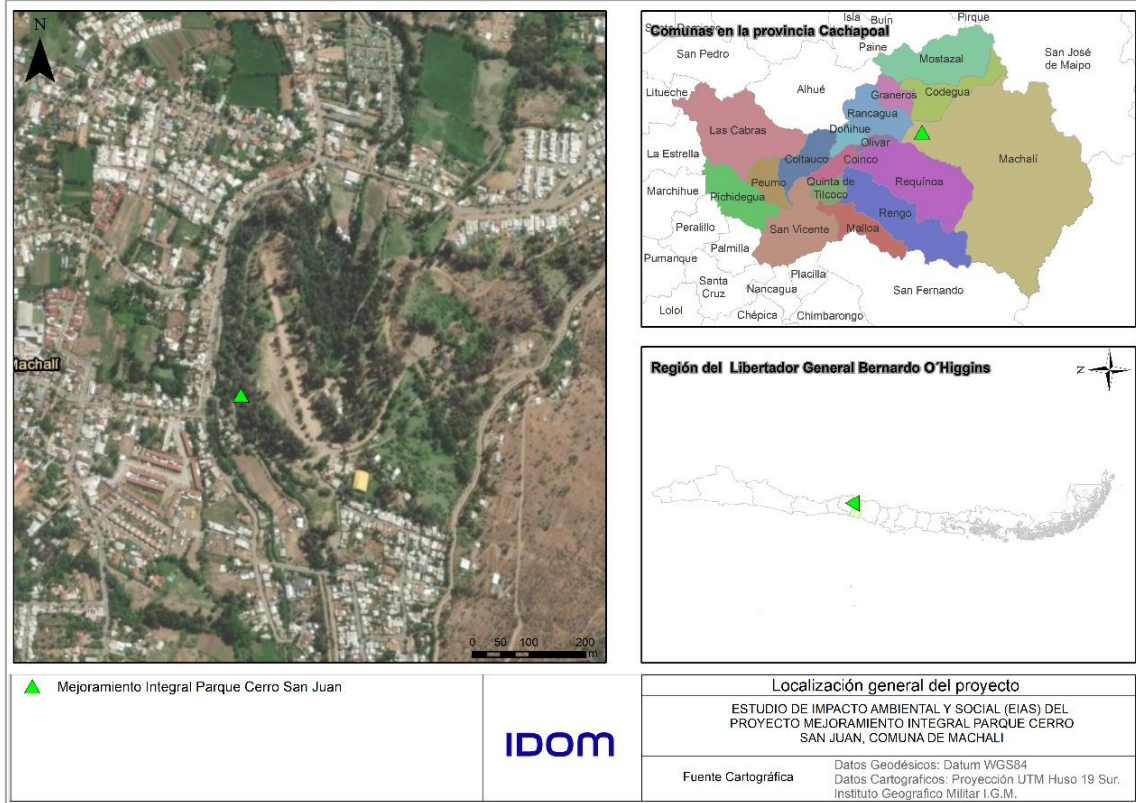 N
Machalí
0 50 100 200
m
Comunas en la provincia Cachapoal
Isla
Buin
Pirque
Santo Domingo
San Pedro
Paine
San José
de Maipo
Mostazal
Litueche
Alhué
Graneros
Codegua
Rancagua
Las Cabras
Doñihue
Olivar
La Estrella
Coltauco
Coinco
Machalí
Marchihue
Peumo
Quinta de
Tilcoco
Requínoa
Pichidegua
Rengo
Peralillo
San Vicente
Malloa
Palmilla
Pumanque
Placilla
Santa
Cruz
Nancagua
San Fernando
Lolol
Chépica
Chimbarongo
Región del Libertador General Bernardo O´Higgins
N
Mejoramiento Integral Parque Cerro San Juan
IDOM
Localización general del proyecto
ESTUDIO DE IMPACTO AMBIENTAL Y SOCIAL (EIAS) DEL
PROYECTO MEJORAMIENTO INTEGRAL PARQUE CERRO
SAN JUAN, COMUNA DE MACHALI
Fuente Cartográfica
Datos Geodésicos: Datum WGS84
Datos Cartograficos: Proyección UTM Huso 19 Sur.
Instituto Geografico Militar I.G.M.